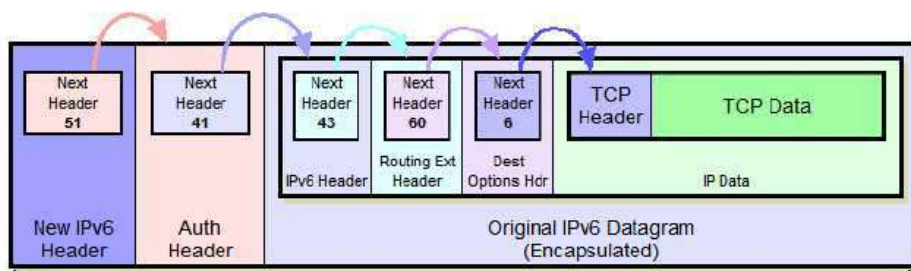 Next
Header
51
New IPv6
Header
Next
Header
41
Auth
Header
Next
Header
43
IPv6 Header
Next
Header
60
Routing Ext
Header
Next
Header
6
Dest
Options Hdr
TCP
Header
TCP Data
IP Data
Original IPv6 Datagram
(Encapsulated)